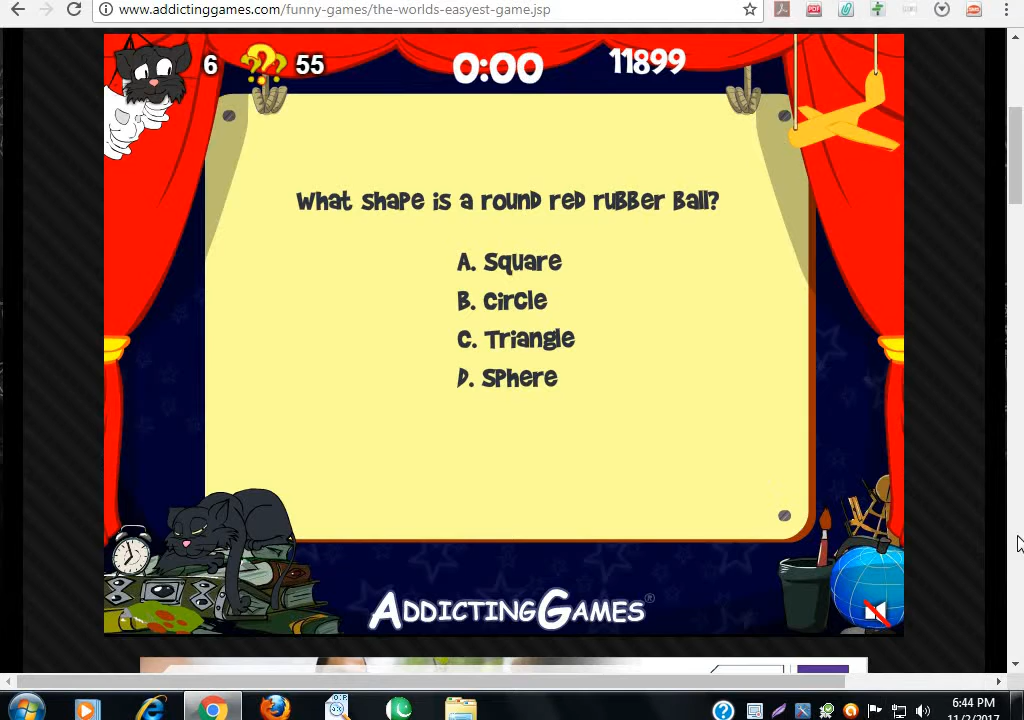 www.addictinggames.com/funny-games/the-worlds-easyest-game.jsp
6 ??? 55 0:00 11899
What shape is a round red rubber ball?
A. Square
B. Circle
C. Triangle
D. Sphere
AddictingGames®
6:44 PM